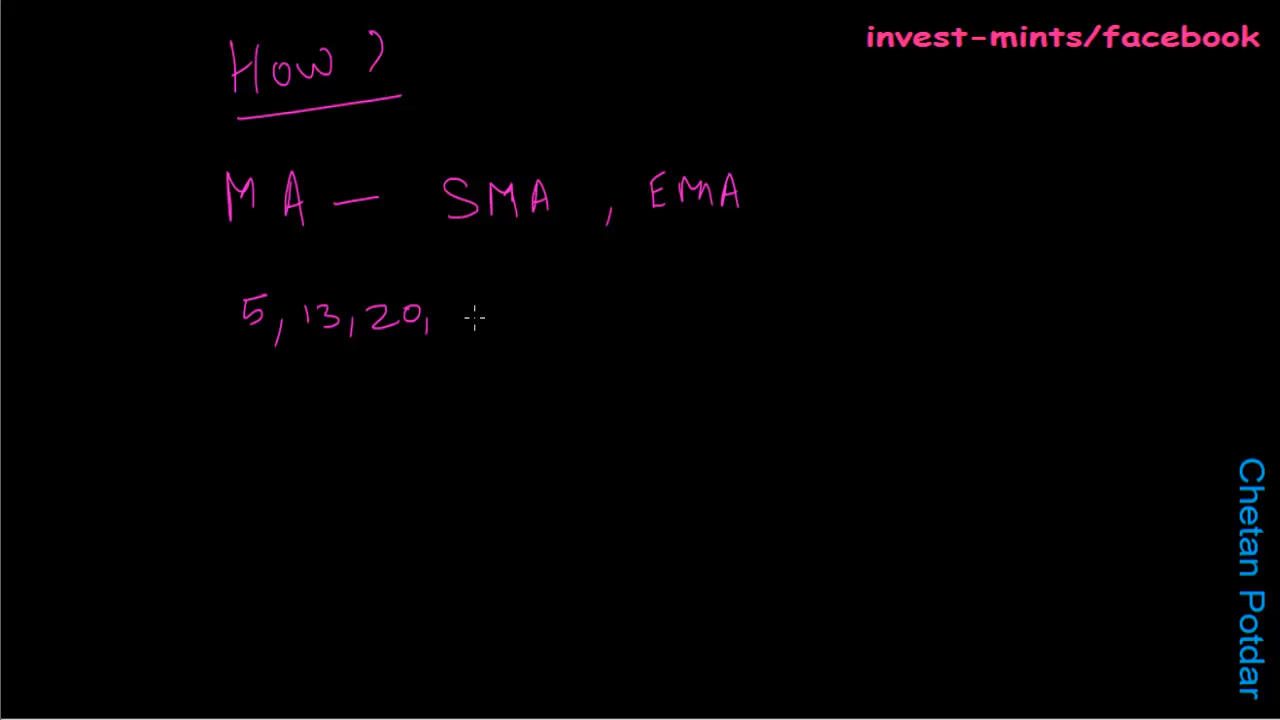 invest-mints/facebook
How?
MA - SMA, EMA
5, 13, 20,
Chetan Potdar